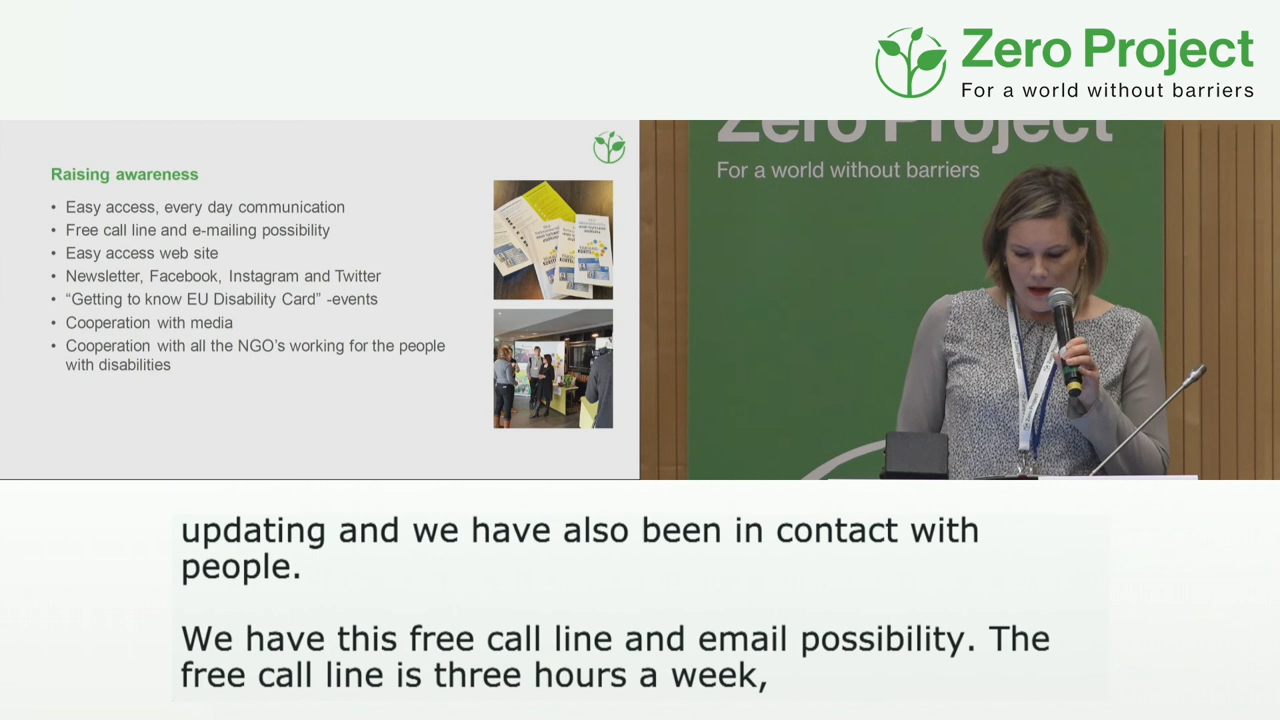 Zero Project
For a world without barriers
Raising awareness
• Easy access, every day communication
• Free call line and e-mailing possibility
• Easy access web site
• Newsletter, Facebook, Instagram and Twitter
• “Getting to know EU Disability Card” -events
• Cooperation with media
• Cooperation with all the NGO’s working for the people
with disabilities
Zero Project
For a world without barriers
updating and we have also been in contact with
people.
We have this free call line and email possibility. The
free call line is three hours a week,